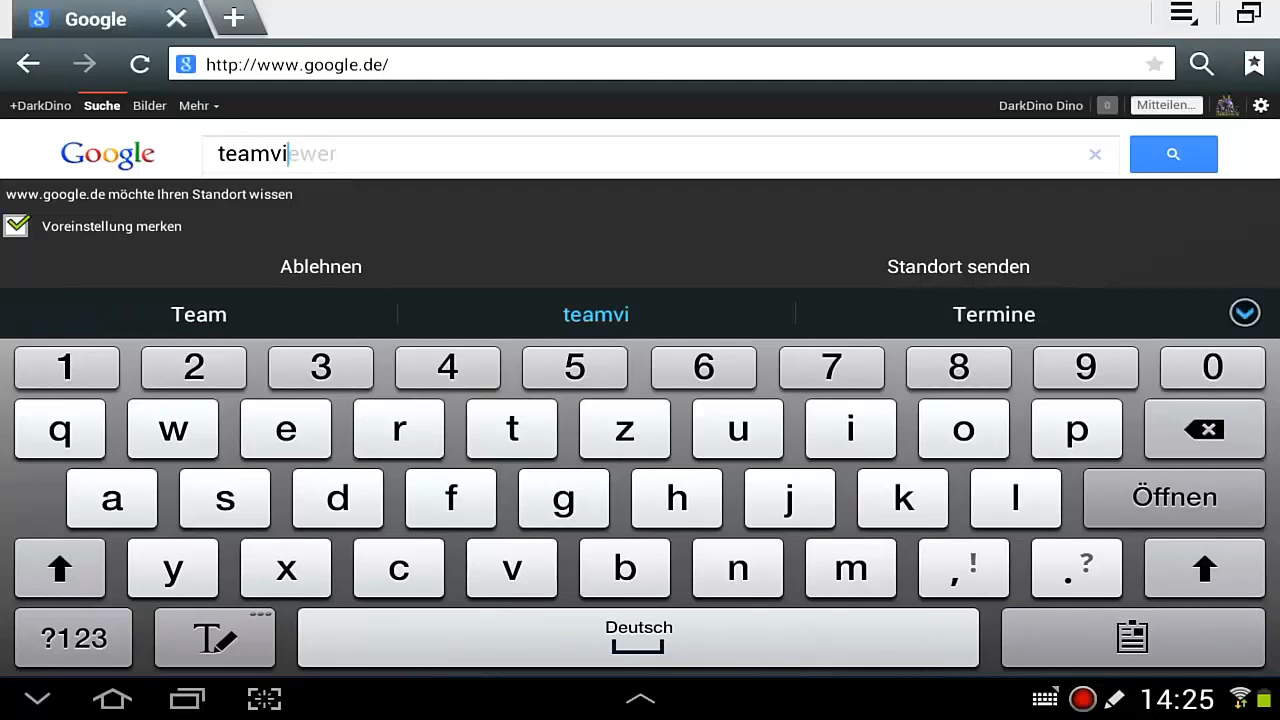 Google
http://www.google.de/
+DarkDino Suche Bilder Mehr DarkDino Dino 0 Mitteilen...
Google teamviewer
www.google.de möchte Ihren Standort wissen
Voreinstellung merken
Ablehnen Standort senden
Team teamvi Termine
1 2 3 4 5 6 7 8 9 0
q w e r t z u i o p
a s d f g h j k l Öffnen
y x c v b n m , ! . ?
?123 T Deutsch
14:25